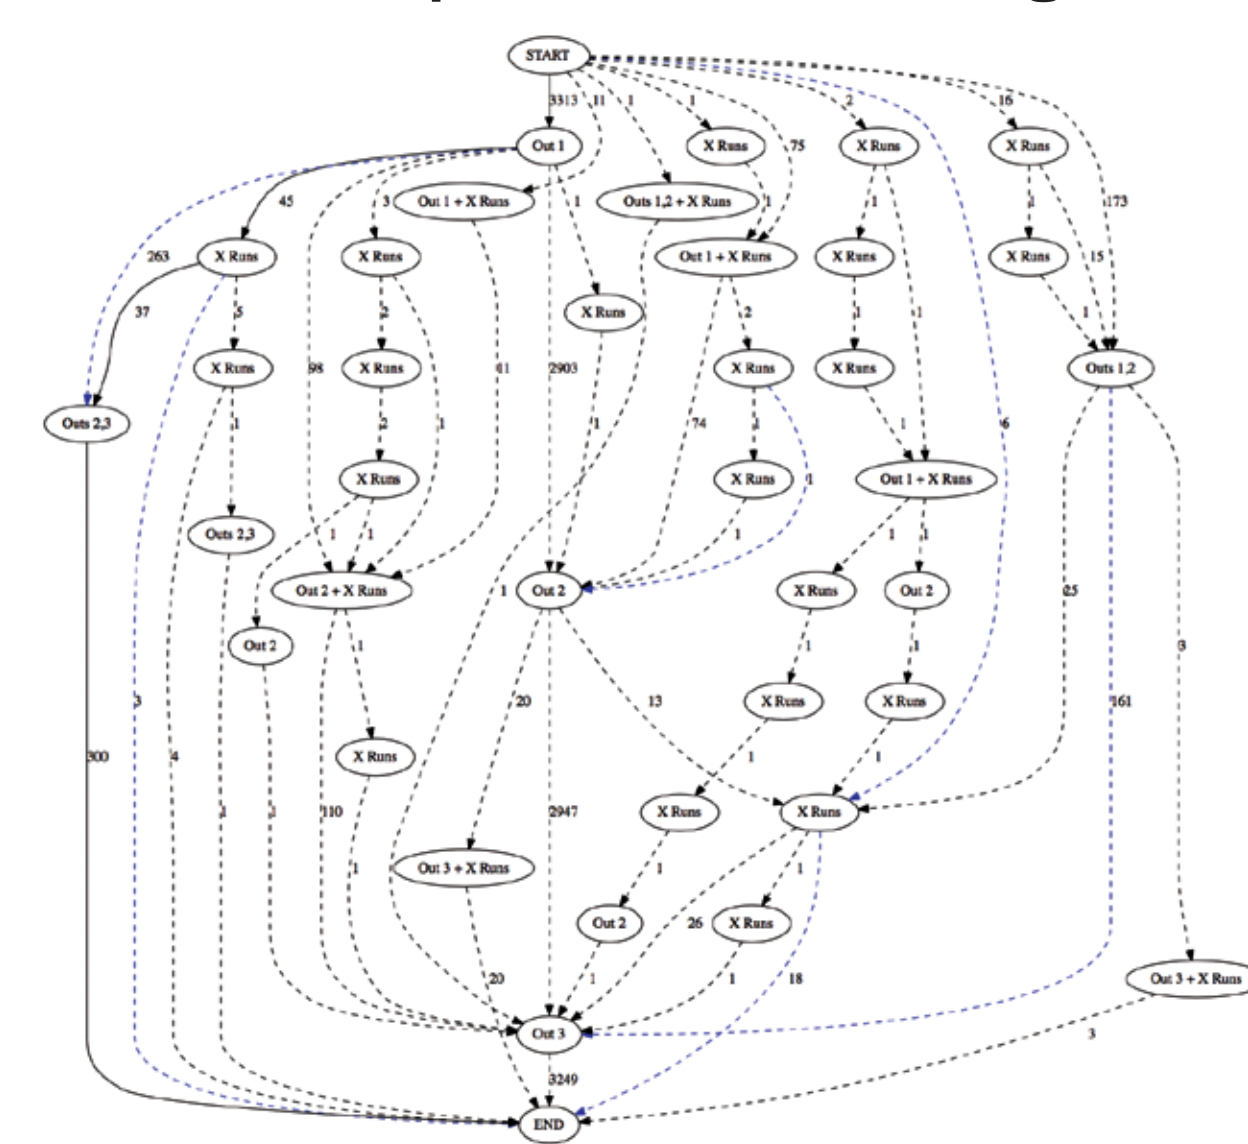 START
3313 11 1 1 2 16
Out 1 X Runs X Runs X Runs
75
45 3 Out 1 + X Runs 1 Outs 1,2 + X Runs 1 1 1 173
263 X Runs X Runs Out 1 + X Runs X Runs X Runs 15
37 5 2 X Runs 2 1 1 1
X Runs X Runs 98 11 2903 X Runs X Runs Outs 1,2
Outs 2,3 1 2 1 1 74 1 1 6
X Runs X Runs 1 Out 1 + X Runs
Outs 2,3 1 1 1 1 1
Out 2 + X Runs 1 Out 2 X Runs Out 2 25
Out 2 1 1 1 3
3 20 13 X Runs X Runs 161
300 4 X Runs 1 1
1 1 110 2947 X Runs X Runs
1 Out 3 + X Runs 1 1
Out 2 26 X Runs
20 1 1 18 Out 3 + X Runs
Out 3 3
3249
END